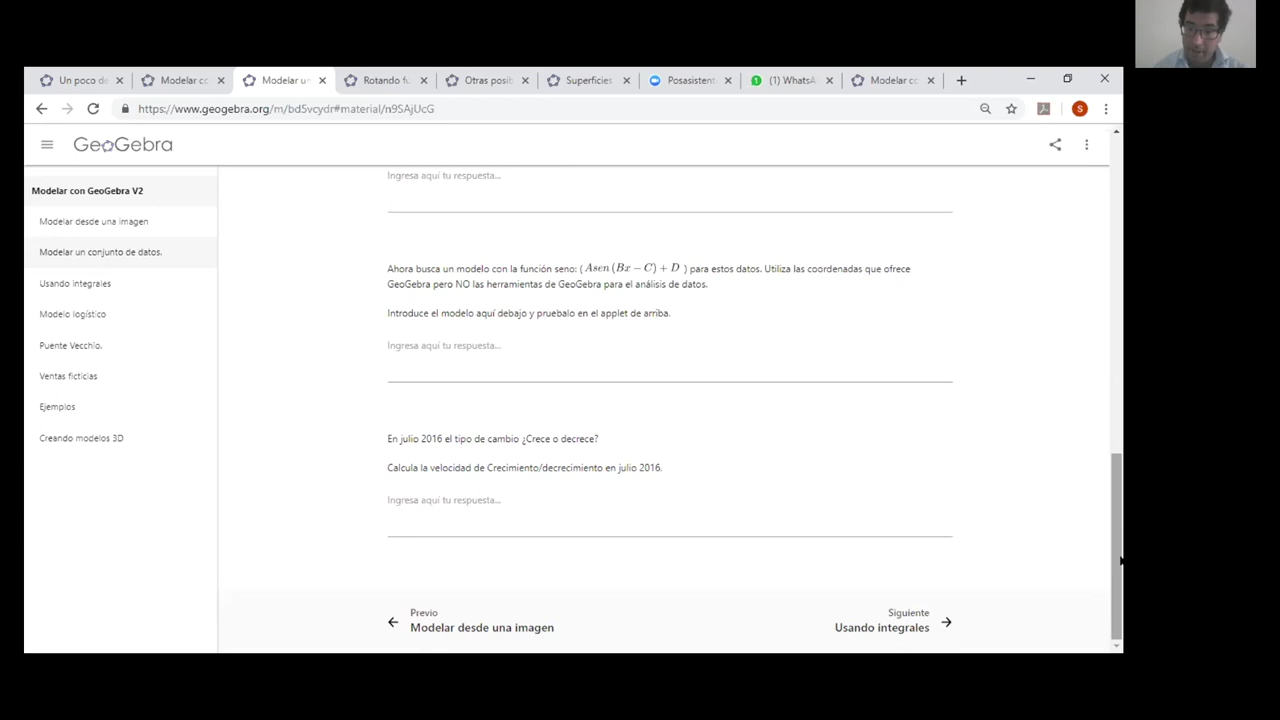 Un poco de
Modelar co
Modelar un
Rotando fu
Otras posib
Superficies
Posasistent
(1) WhatsA
Modelar co
https://www.geogebra.org/m/bd5vcydr#material/n9SAjUcG
S
GeoGebra
Modelar con GeoGebra V2
Modelar desde una imagen
Modelar un conjunto de datos.
Usando integrales
Modelo logístico
Puente Vecchio.
Ventas ficticias
Ejemplos
Creando modelos 3D
Ingresa aquí tu respuesta...
Ahora busca un modelo con la función seno: ( Asen (Bx − C) + D ) para estos datos. Utiliza las coordenadas que ofrece
GeoGebra pero NO las herramientas de GeoGebra para el análisis de datos.
Introduce el modelo aquí debajo y pruebalo en el applet de arriba.
Ingresa aquí tu respuesta...
En julio 2016 el tipo de cambio ¿Crece o decrece?
Calcula la velocidad de Crecimiento/decrecimiento en julio 2016.
Ingresa aquí tu respuesta...
Previo
Modelar desde una imagen
Siguiente
Usando integrales